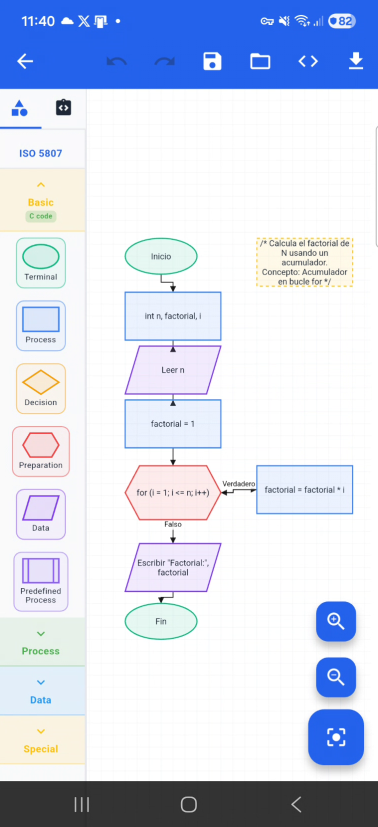 11:40
82
ISO 5807
Basic
C code
Terminal
Process
Decision
Preparation
Data
Predefined
Process
Process
Data
Special
Inicio
/* Calcula el factorial de
N usando un
acumulador.
Concepto: Acumulador
en bucle for */
int n, factorial, i
Leer n
factorial = 1
for (i = 1; i <= n; i++)
Verdadero
factorial = factorial * i
Falso
Escribir "Factorial:",
factorial
Fin